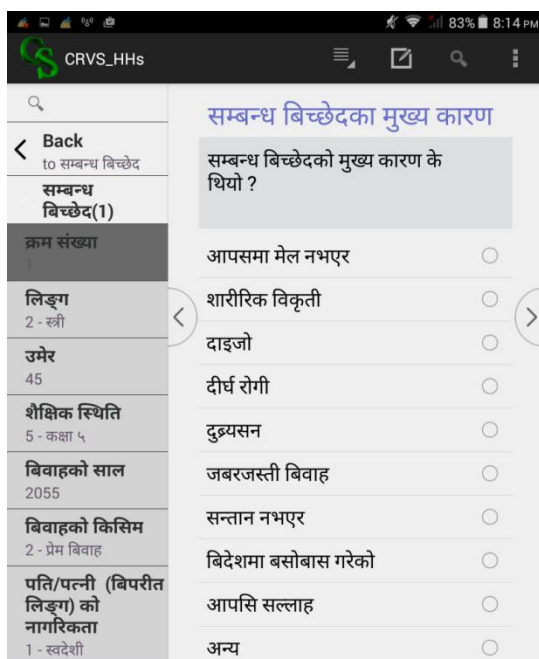 83% 8:14 PM
CRVS_HHs
Back
to सम्बन्ध बिच्छेद
सम्बन्ध
बिच्छेद(1)
क्रम संख्या
1
लिङ्ग
2 - स्त्री
उमेर
45
शैक्षिक स्थिति
5 - कक्षा ५
बिवाहको साल
2055
बिवाहको किसिम
2 - प्रेम बिवाह
पति/पत्नी (बिपरीत
लिङ्ग) को
नागरिकता
1 - स्वदेशी
सम्बन्ध बिच्छेदका मुख्य कारण
सम्बन्ध बिच्छेदको मुख्य कारण के
थियो ?
आपसमा मेल नभएर
शारीरिक विकृती
दाइजो
दीर्घ रोगी
दुब्र्यसन
जबरजस्ती बिवाह
सन्तान नभएर
बिदेशमा बसोबास गरेको
आपसि सल्लाह
अन्य